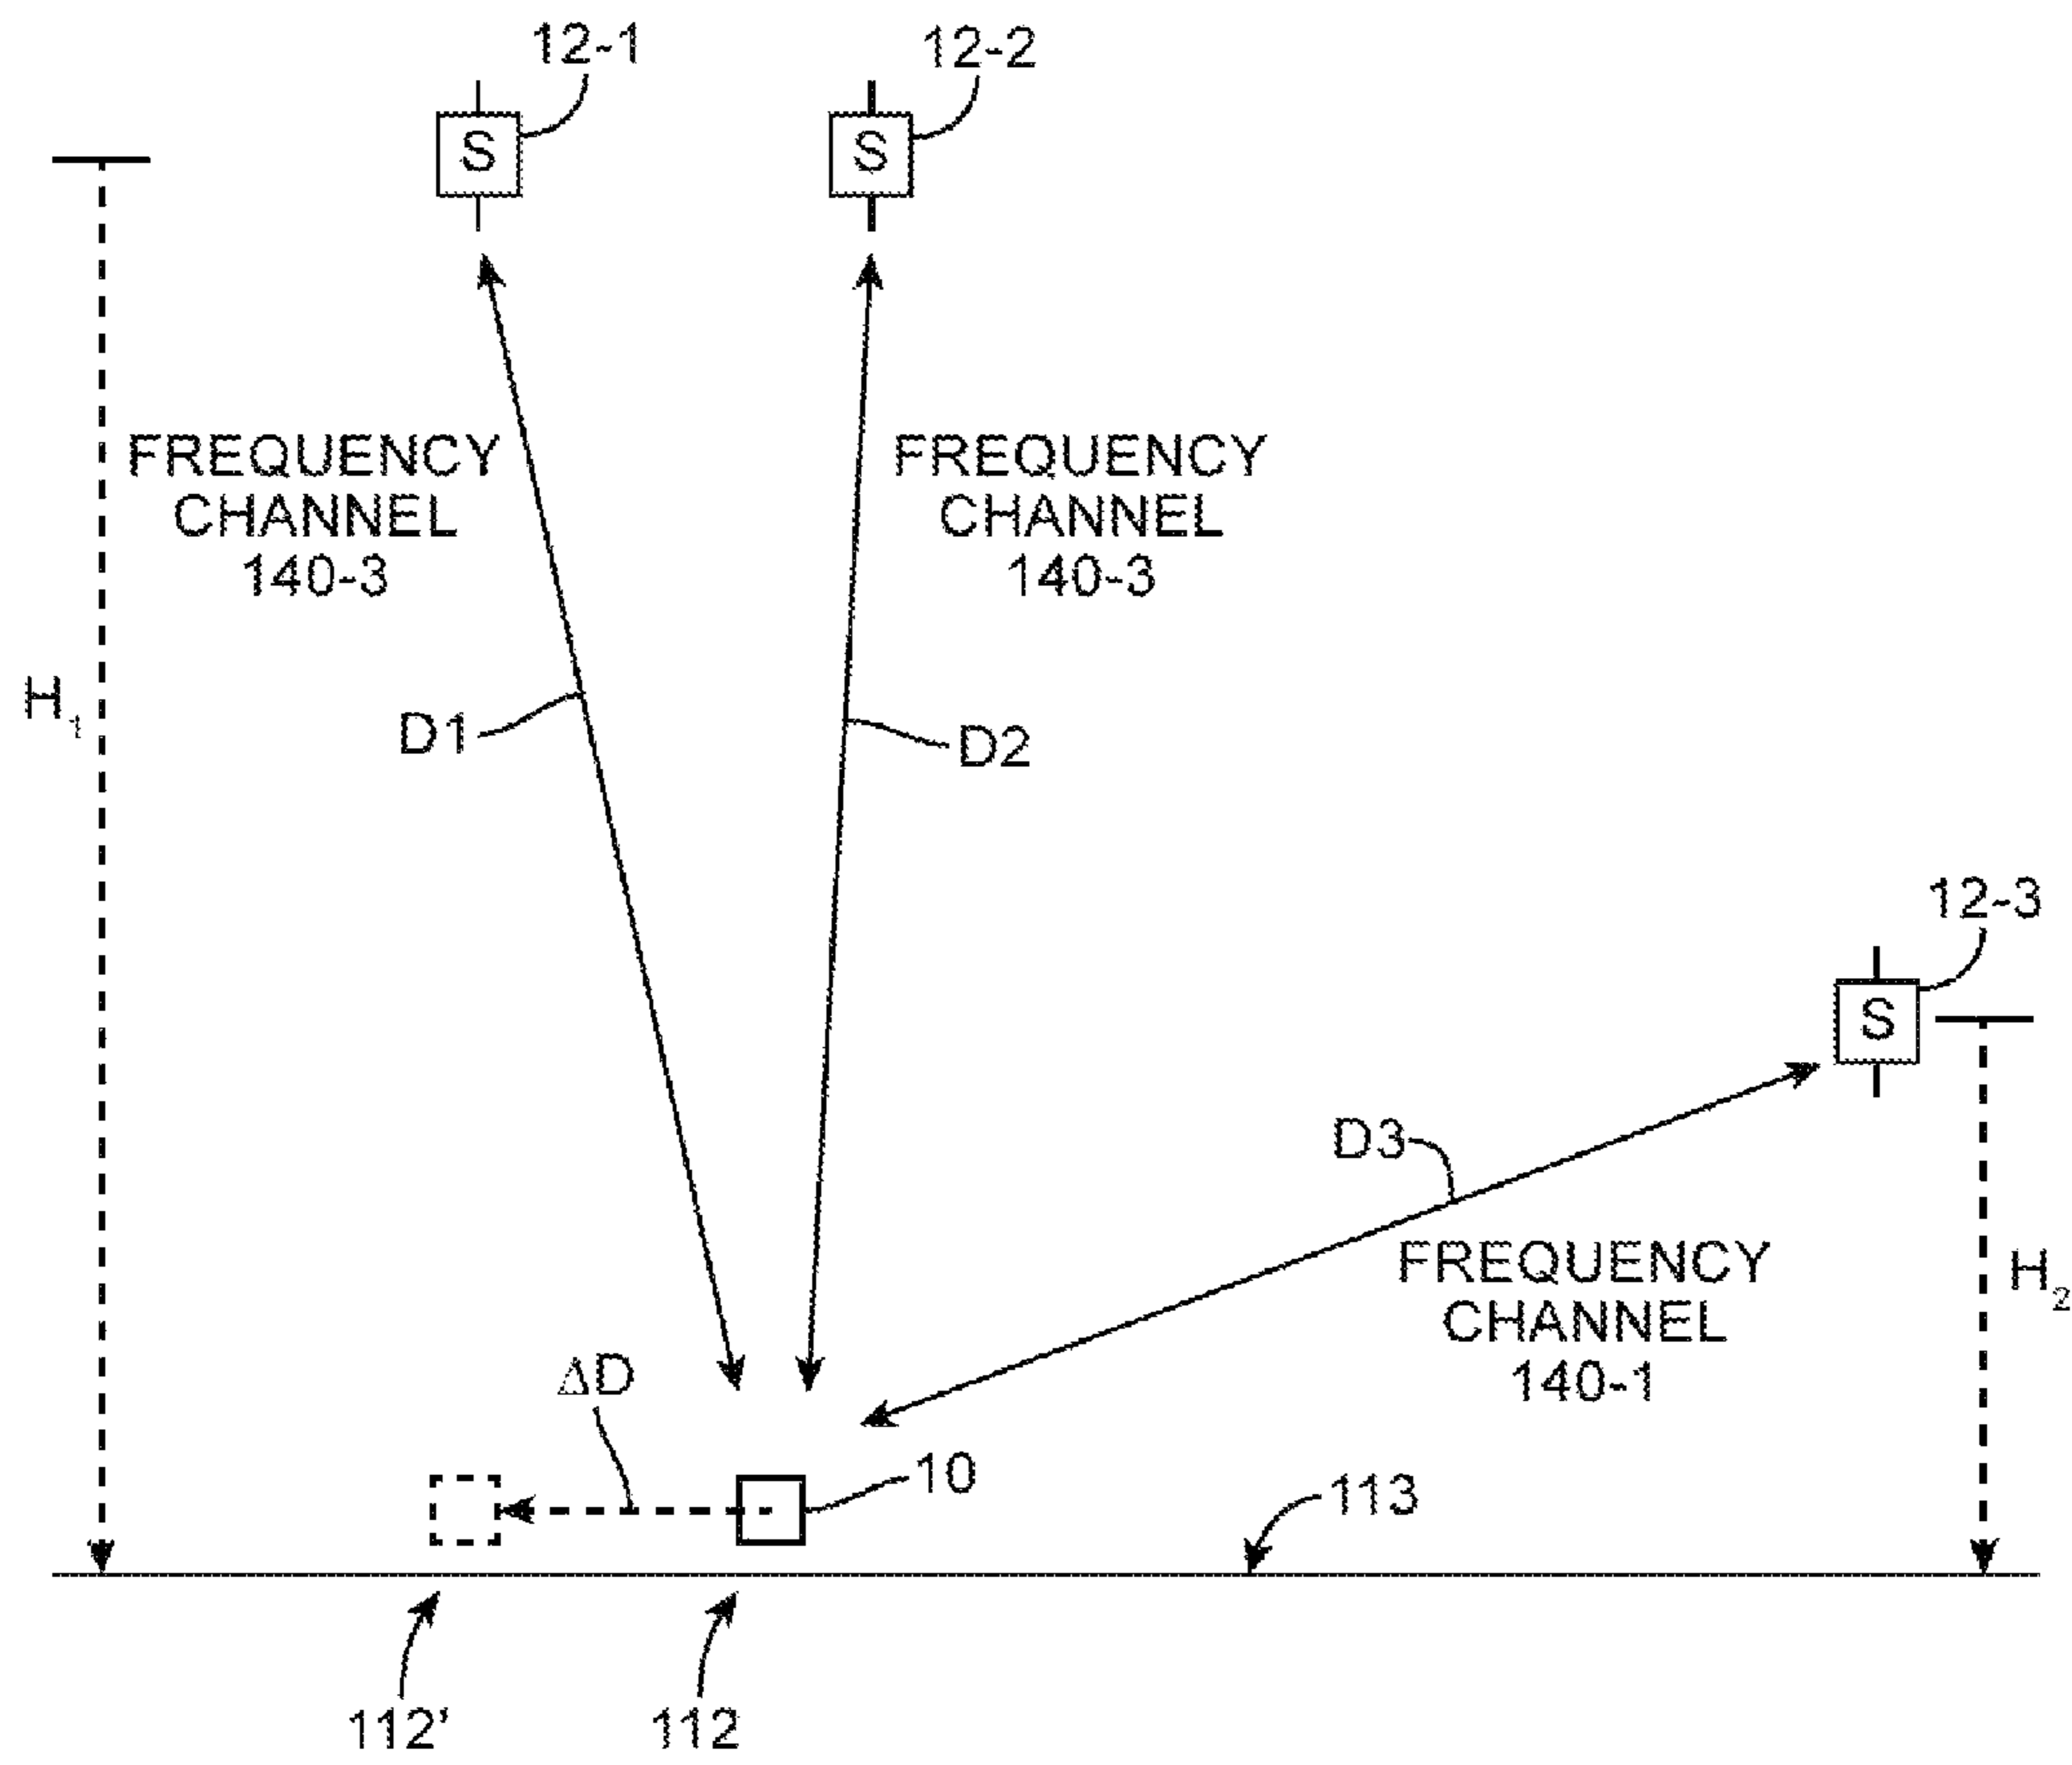 12-1
12-2
S
S
FREQUENCY
CHANNEL
140-3
FREQUENCY
CHANNEL
140-3
H1
D1
D2
12-3
S
D3
FREQUENCY
CHANNEL
140-1
H2
ΔD
10
113
112'
112